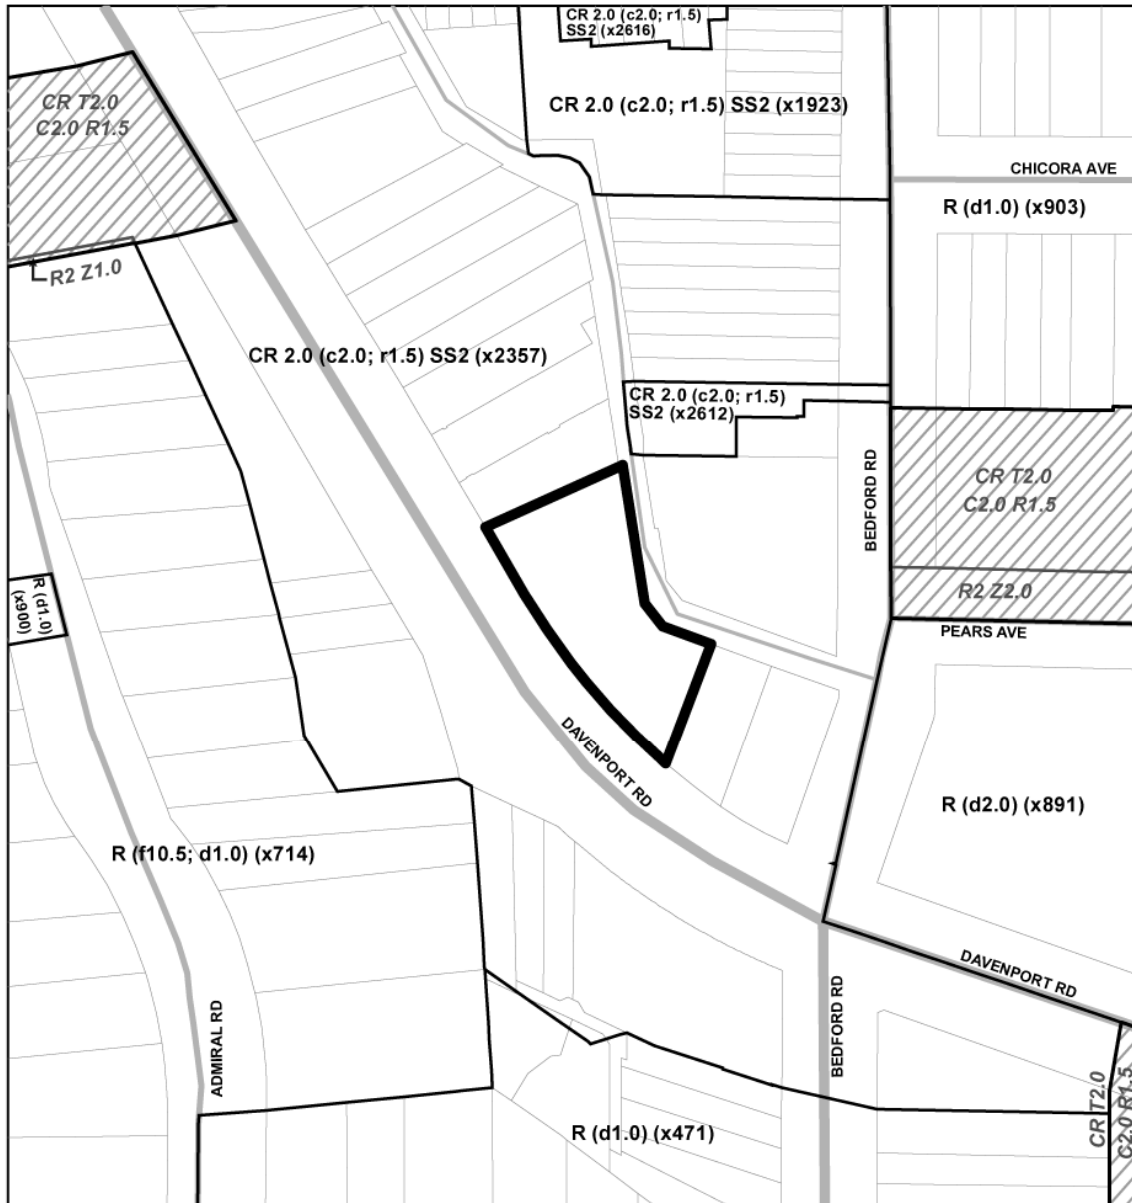 CR 2.0 (c2.0; r1.5)
SS2 (x2616)
CR T2.0
C2.0 R1.5
CR 2.0 (c2.0; r1.5) SS2 (x1923)
CHICORA AVE
R (d1.0) (x903)
R2 Z1.0
CR 2.0 (c2.0; r1.5) SS2 (x2357)
CR 2.0 (c2.0; r1.5)
SS2 (x2612)
BEDFORD RD
CR T2.0
C2.0 R1.5
R2 Z2.0
R (d1.0)
(x900)
PEARS AVE
DAVENPORT RD
R (d2.0) (x891)
R (f10.5; d1.0) (x714)
DAVENPORT RD
ADMIRAL RD
BEDFORD RD
CR T2.0
C2.0 R1.5
R (d1.0) (x471)